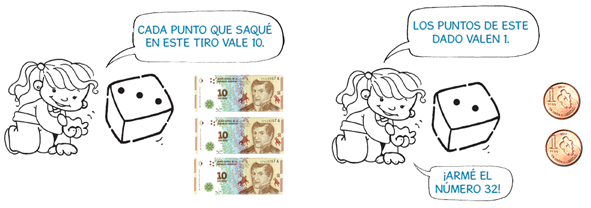 CADA PUNTO QUE SAQUÉ
EN ESTE TIRO VALE 10.
10
10
10
LOS PUNTOS DE ESTE
DADO VALEN 1.
1
1
¡ARMÉ EL
NÚMERO 32!